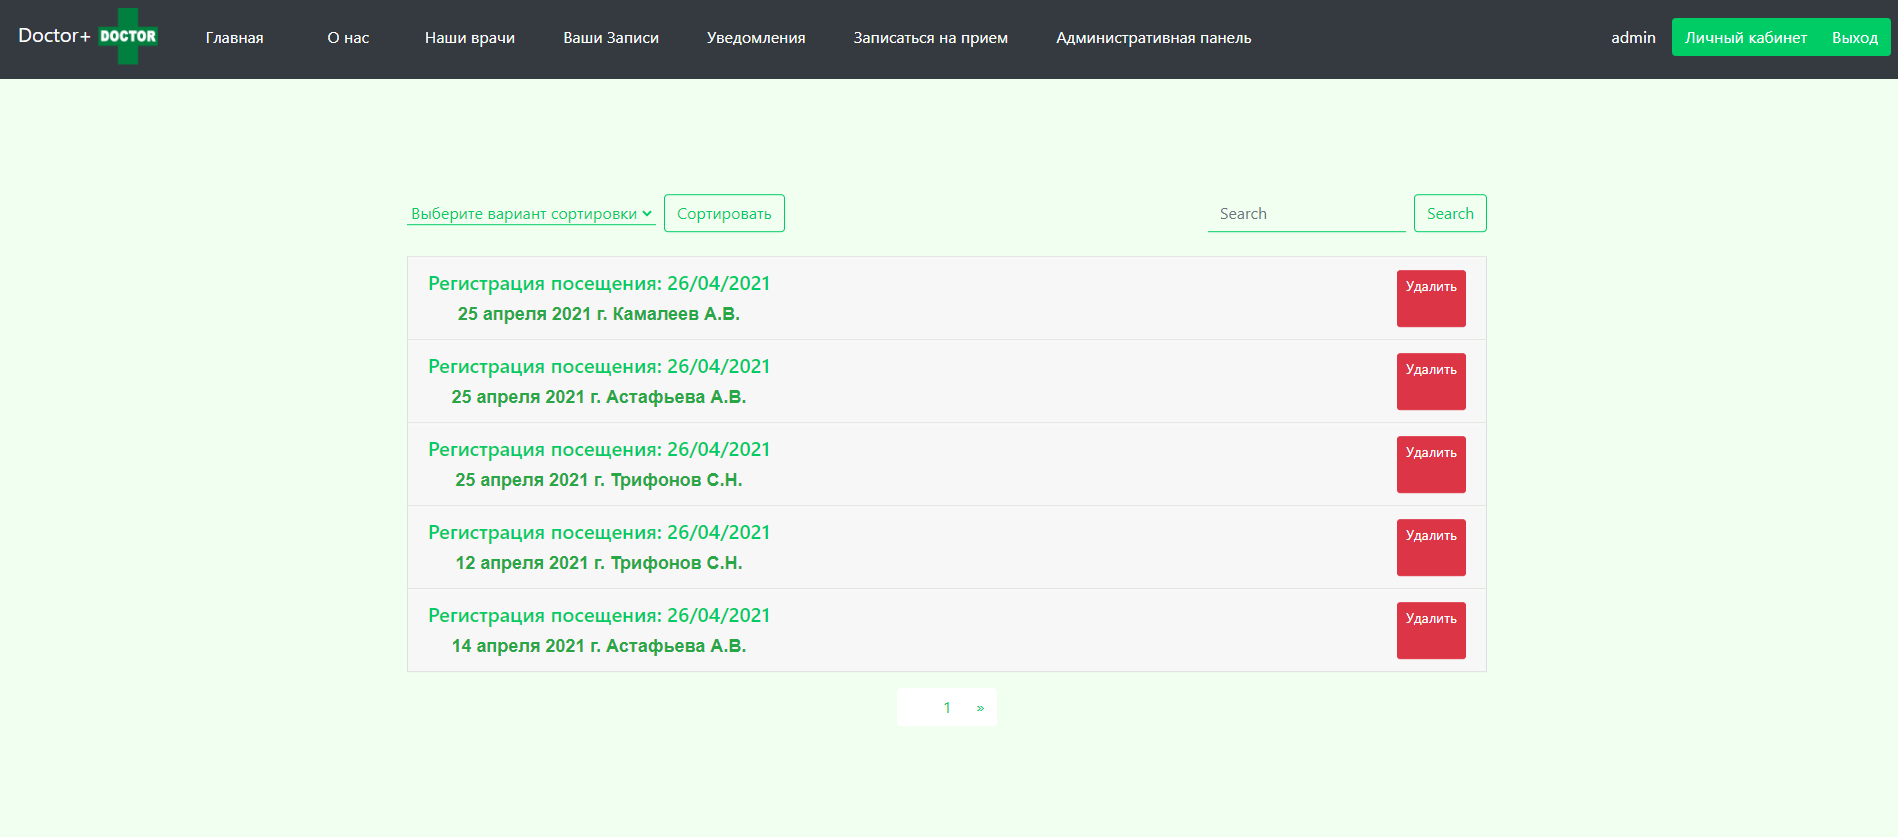 Doctor+ DOCTOR Главная О нас Наши врачи Ваши Записи Уведомления Записаться на прием Административная панель admin Личный кабинет Выход
Выберите вариант сортировки Сортировать Search Search
Регистрация посещения: 26/04/2021 Удалить
25 апреля 2021 г. Камалеев А.В.
Регистрация посещения: 26/04/2021 Удалить
25 апреля 2021 г. Астафьева А.В.
Регистрация посещения: 26/04/2021 Удалить
25 апреля 2021 г. Трифонов С.Н.
Регистрация посещения: 26/04/2021 Удалить
12 апреля 2021 г. Трифонов С.Н.
Регистрация посещения: 26/04/2021 Удалить
14 апреля 2021 г. Астафьева А.В.
1 »